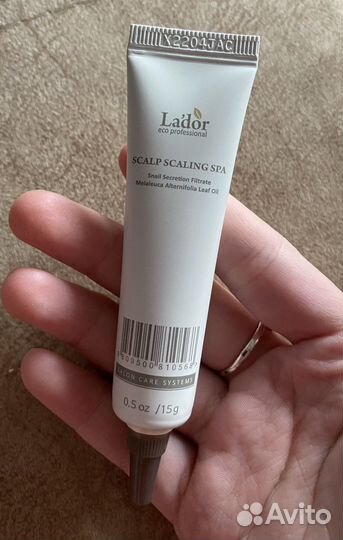 Y2204JAC
La'dor
eco professional
SCALP SCALING SPA
Snail Secretion Filtrate
Melaleuca Alternifolia Leaf Oil
CARE SYSTEMS
0.5 oz /15g
Avito